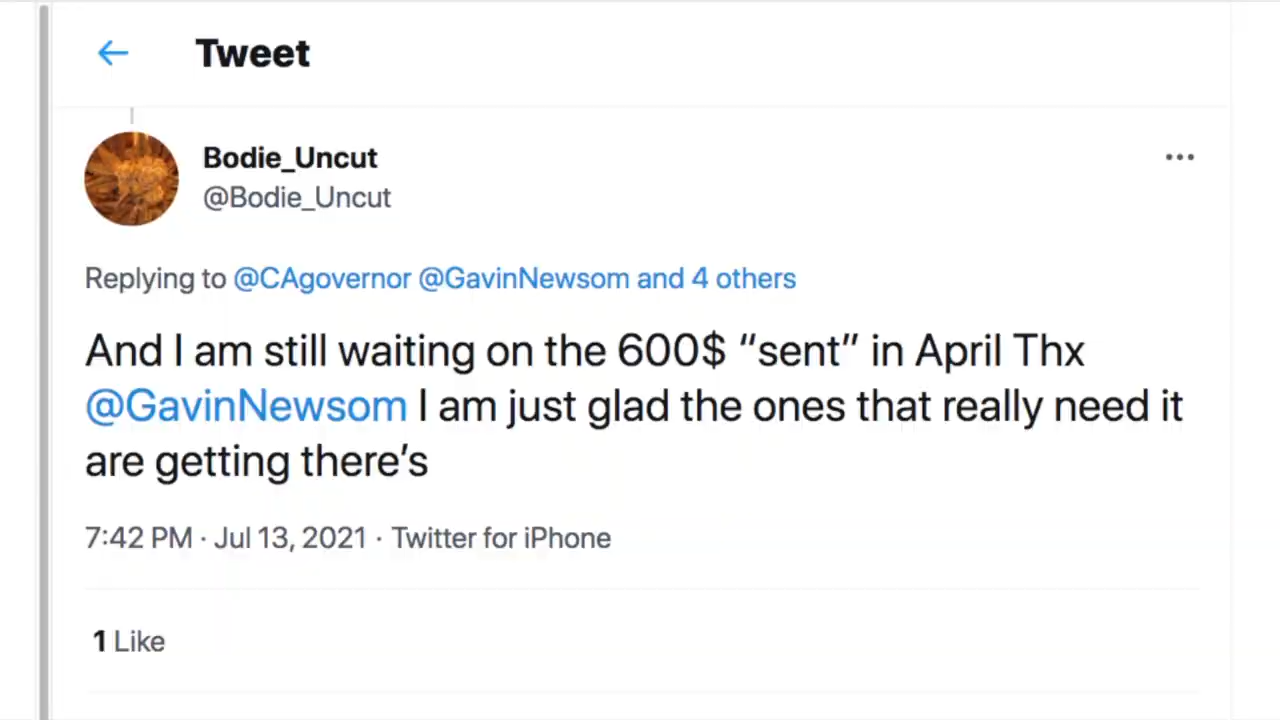 Tweet
Bodie_Uncut
@Bodie_Uncut
Replying to @CAgovernor @GavinNewsom and 4 others
And I am still waiting on the 600$ “sent” in April Thx
@GavinNewsom I am just glad the ones that really need it
are getting there’s
7:42 PM · Jul 13, 2021 · Twitter for iPhone
1 Like